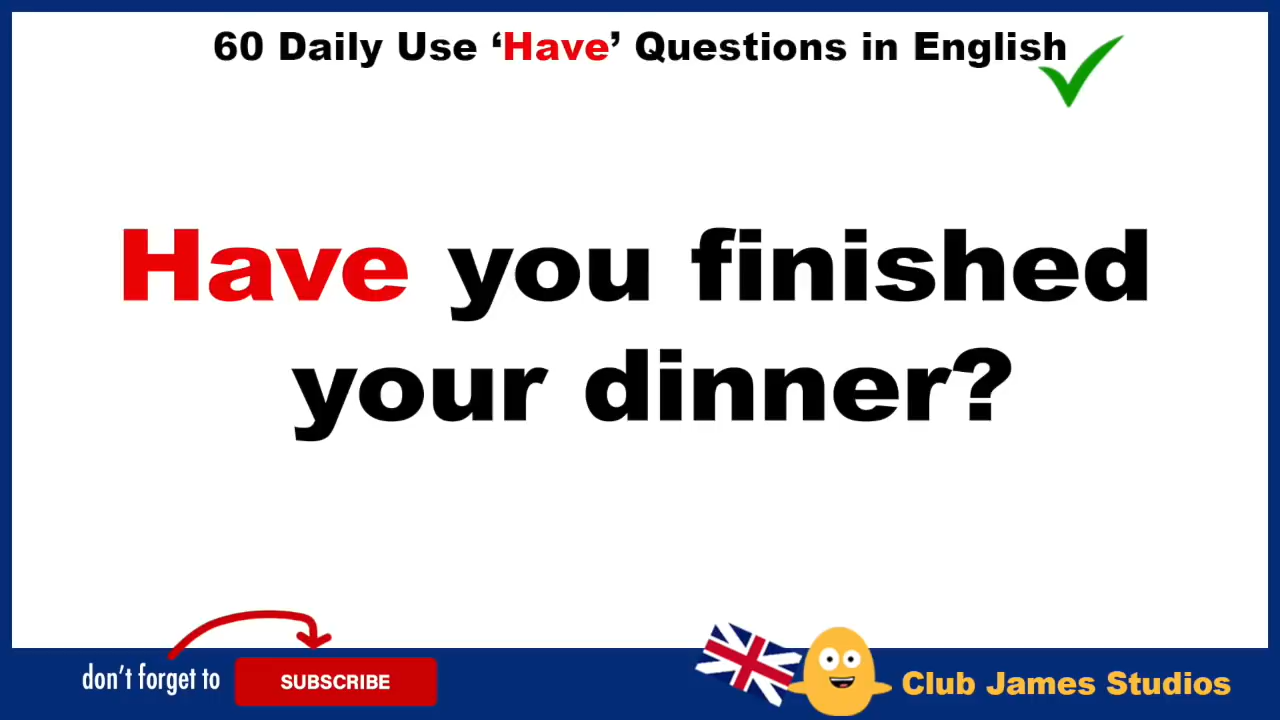 60 Daily Use ‘Have’ Questions in English
Have you finished
your dinner?
don't forget to
SUBSCRIBE
Club James Studios